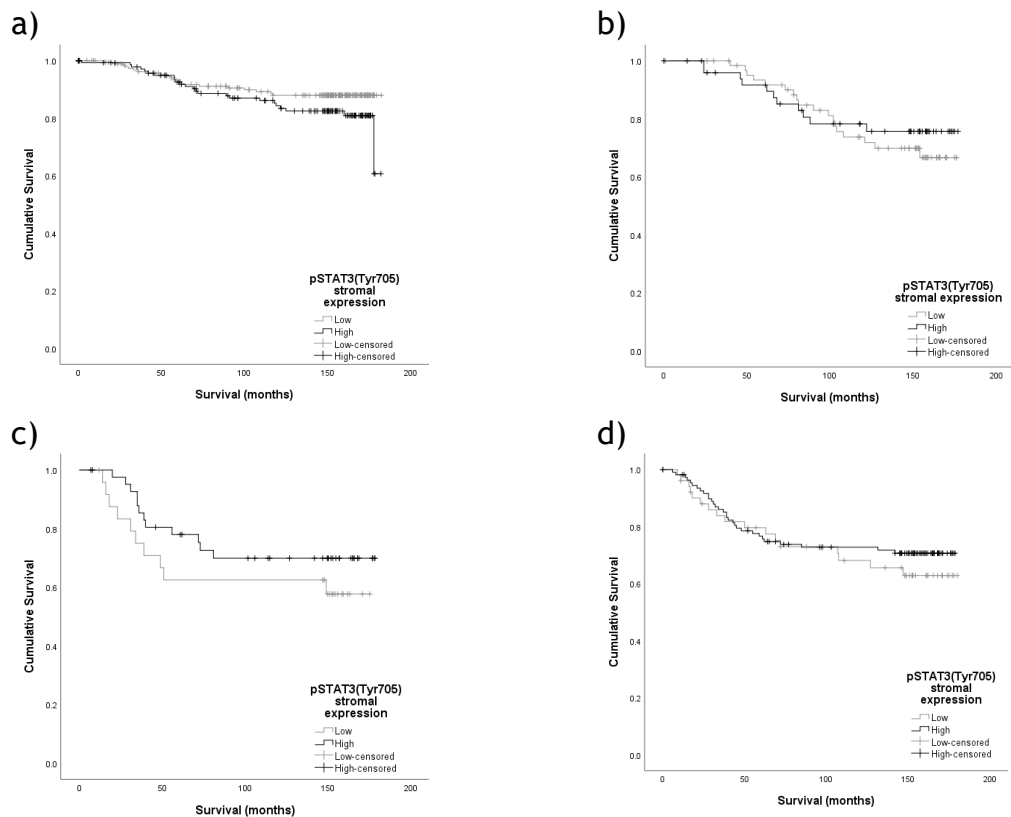 a)
1.0
0.8
0.6
0.4
0.2
0.0
Cumulative Survival
pSTAT3(Tyr705)
stromal
expression
Low
High
Low-censored
High-censored
0 50 100 150 200
Survival (months)
b)
1.0
0.8
0.6
0.4
0.2
0.0
Cumulative Survival
pSTAT3(Tyr705)
stromal expression
Low
High
Low-censored
High-censored
0 50 100 150 200
Survival (months)
c)
1.0
0.8
0.6
0.4
0.2
0.0
Cumulative Survival
pSTAT3(Tyr705)
stromal
expression
Low
High
Low-censored
High-censored
0 50 100 150 200
Survival (months)
d)
1.0
0.8
0.6
0.4
0.2
0.0
Cumulative Survival
pSTAT3(Tyr705)
stromal
expression
Low
High
Low-censored
High-censored
0 50 100 150 200
Survival (months)